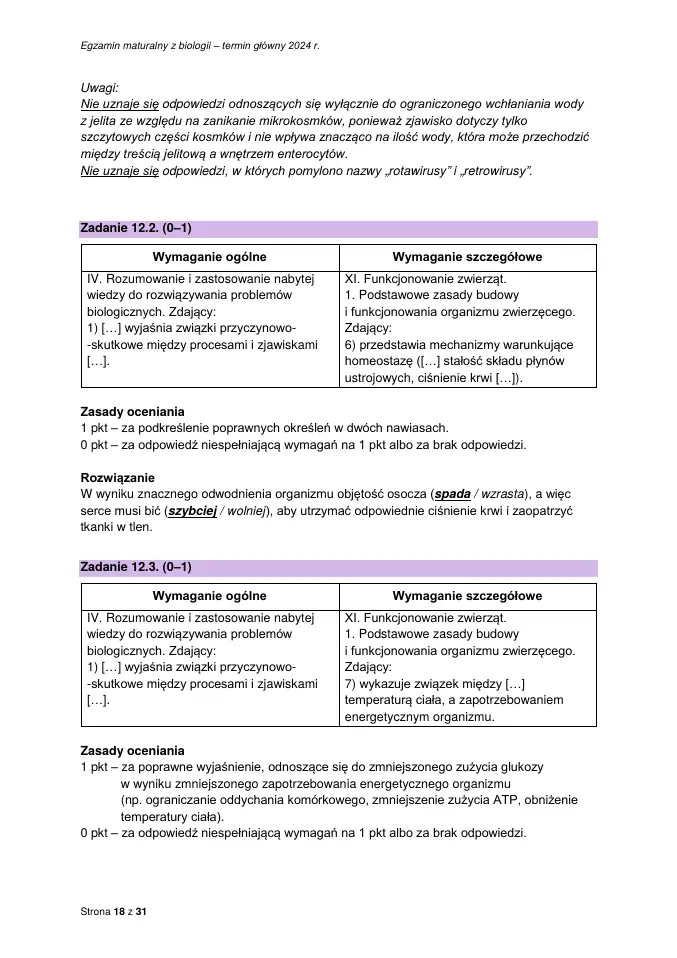 Egzamin maturalny z biologii – termin główny 2024 r.
Uwagi:
Nie uznaje się odpowiedzi odnoszących się wyłącznie do ograniczonego wchłaniania wody
z jelita ze względu na zanikanie mikrokosmków, ponieważ zjawisko dotyczy tylko
szczytowych części kosmków i nie wpływa znacząco na ilość wody, która może przechodzić
między treścią jelitową a wnętrzem enterocytów.
Nie uznaje się odpowiedzi, w których pomylono nazwy „rotawirusy” i „retrowirusy”.
Zadanie 12.2. (0–1)
Wymaganie ogólne
IV. Rozumowanie i zastosowanie nabytej
wiedzy do rozwiązywania problemów
biologicznych. Zdający:
1) […] wyjaśnia związki przyczynowo-
-skutkowe między procesami i zjawiskami
[…].
Wymaganie szczegółowe
XI. Funkcjonowanie zwierząt.
1. Podstawowe zasady budowy
i funkcjonowania organizmu zwierzęcego.
Zdający:
6) przedstawia mechanizmy warunkujące
homeostazę ([…] stałość składu płynów
ustrojowych, ciśnienie krwi […]).
Zasady oceniania
1 pkt – za podkreślenie poprawnych określeń w dwóch nawiasach.
0 pkt – za odpowiedź niespełniającą wymagań na 1 pkt albo za brak odpowiedzi.
Rozwiązanie
W wyniku znacznego odwodnienia organizmu objętość osocza (spada / wzrasta), a więc
serce musi bić (szybciej / wolniej), aby utrzymać odpowiednie ciśnienie krwi i zaopatrzyć
tkanki w tlen.
Zadanie 12.3. (0–1)
Wymaganie ogólne
IV. Rozumowanie i zastosowanie nabytej
wiedzy do rozwiązywania problemów
biologicznych. Zdający:
1) […] wyjaśnia związki przyczynowo-
-skutkowe między procesami i zjawiskami
[…].
Wymaganie szczegółowe
XI. Funkcjonowanie zwierząt.
1. Podstawowe zasady budowy
i funkcjonowania organizmu zwierzęcego.
Zdający:
7) wykazuje związek między […]
temperaturą ciała, a zapotrzebowaniem
energetycznym organizmu.
Zasady oceniania
1 pkt – za poprawne wyjaśnienie, odnoszące się do zmniejszonego zużycia glukozy
w wyniku zmniejszonego zapotrzebowania energetycznego organizmu
(np. ograniczanie oddychania komórkowego, zmniejszenie zużycia ATP, obniżenie
temperatury ciała).
0 pkt – za odpowiedź niespełniającą wymagań na 1 pkt albo za brak odpowiedzi.
Strona 18 z 31